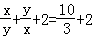 x/y + y/x + 2 = 10/3 + 2